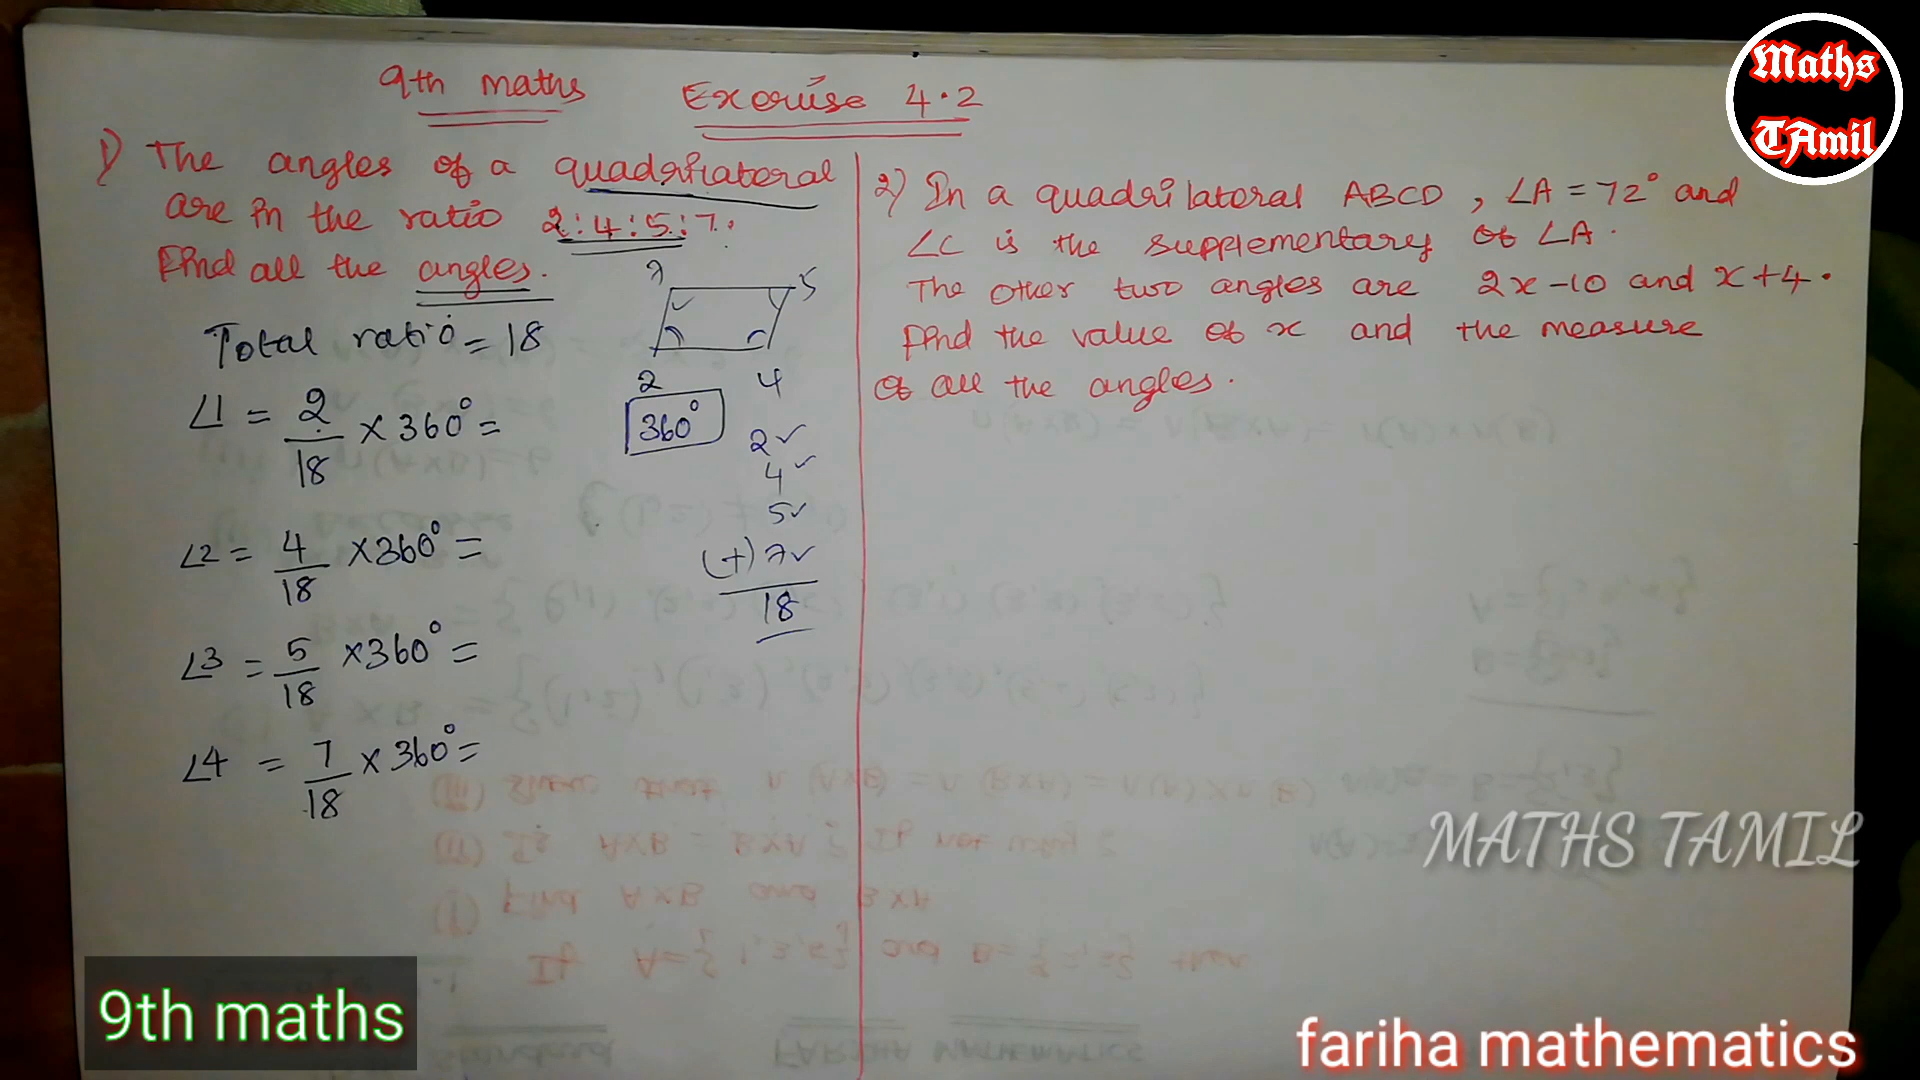 9th maths Exercise 4.2
1) The angles of a quadrilateral
are in the ratio 2:4:5:7.
Find all the angles.
Total ratio = 18
∠1 = 2/18 × 360° =
∠2 = 4/18 × 360° =
∠3 = 5/18 × 360° =
∠4 = 7/18 × 360° =
7 5
2 4
360°
2✓
4✓
5✓
(+) 7✓
18
2) In a quadrilateral ABCD, ∠A = 72° and
∠C is the supplementary of ∠A.
The other two angles are 2x-10 and x+4.
Find the value of x and the measure
of all the angles.
Maths
TAmil
MATHS TAMIL
9th maths
fariha mathematics